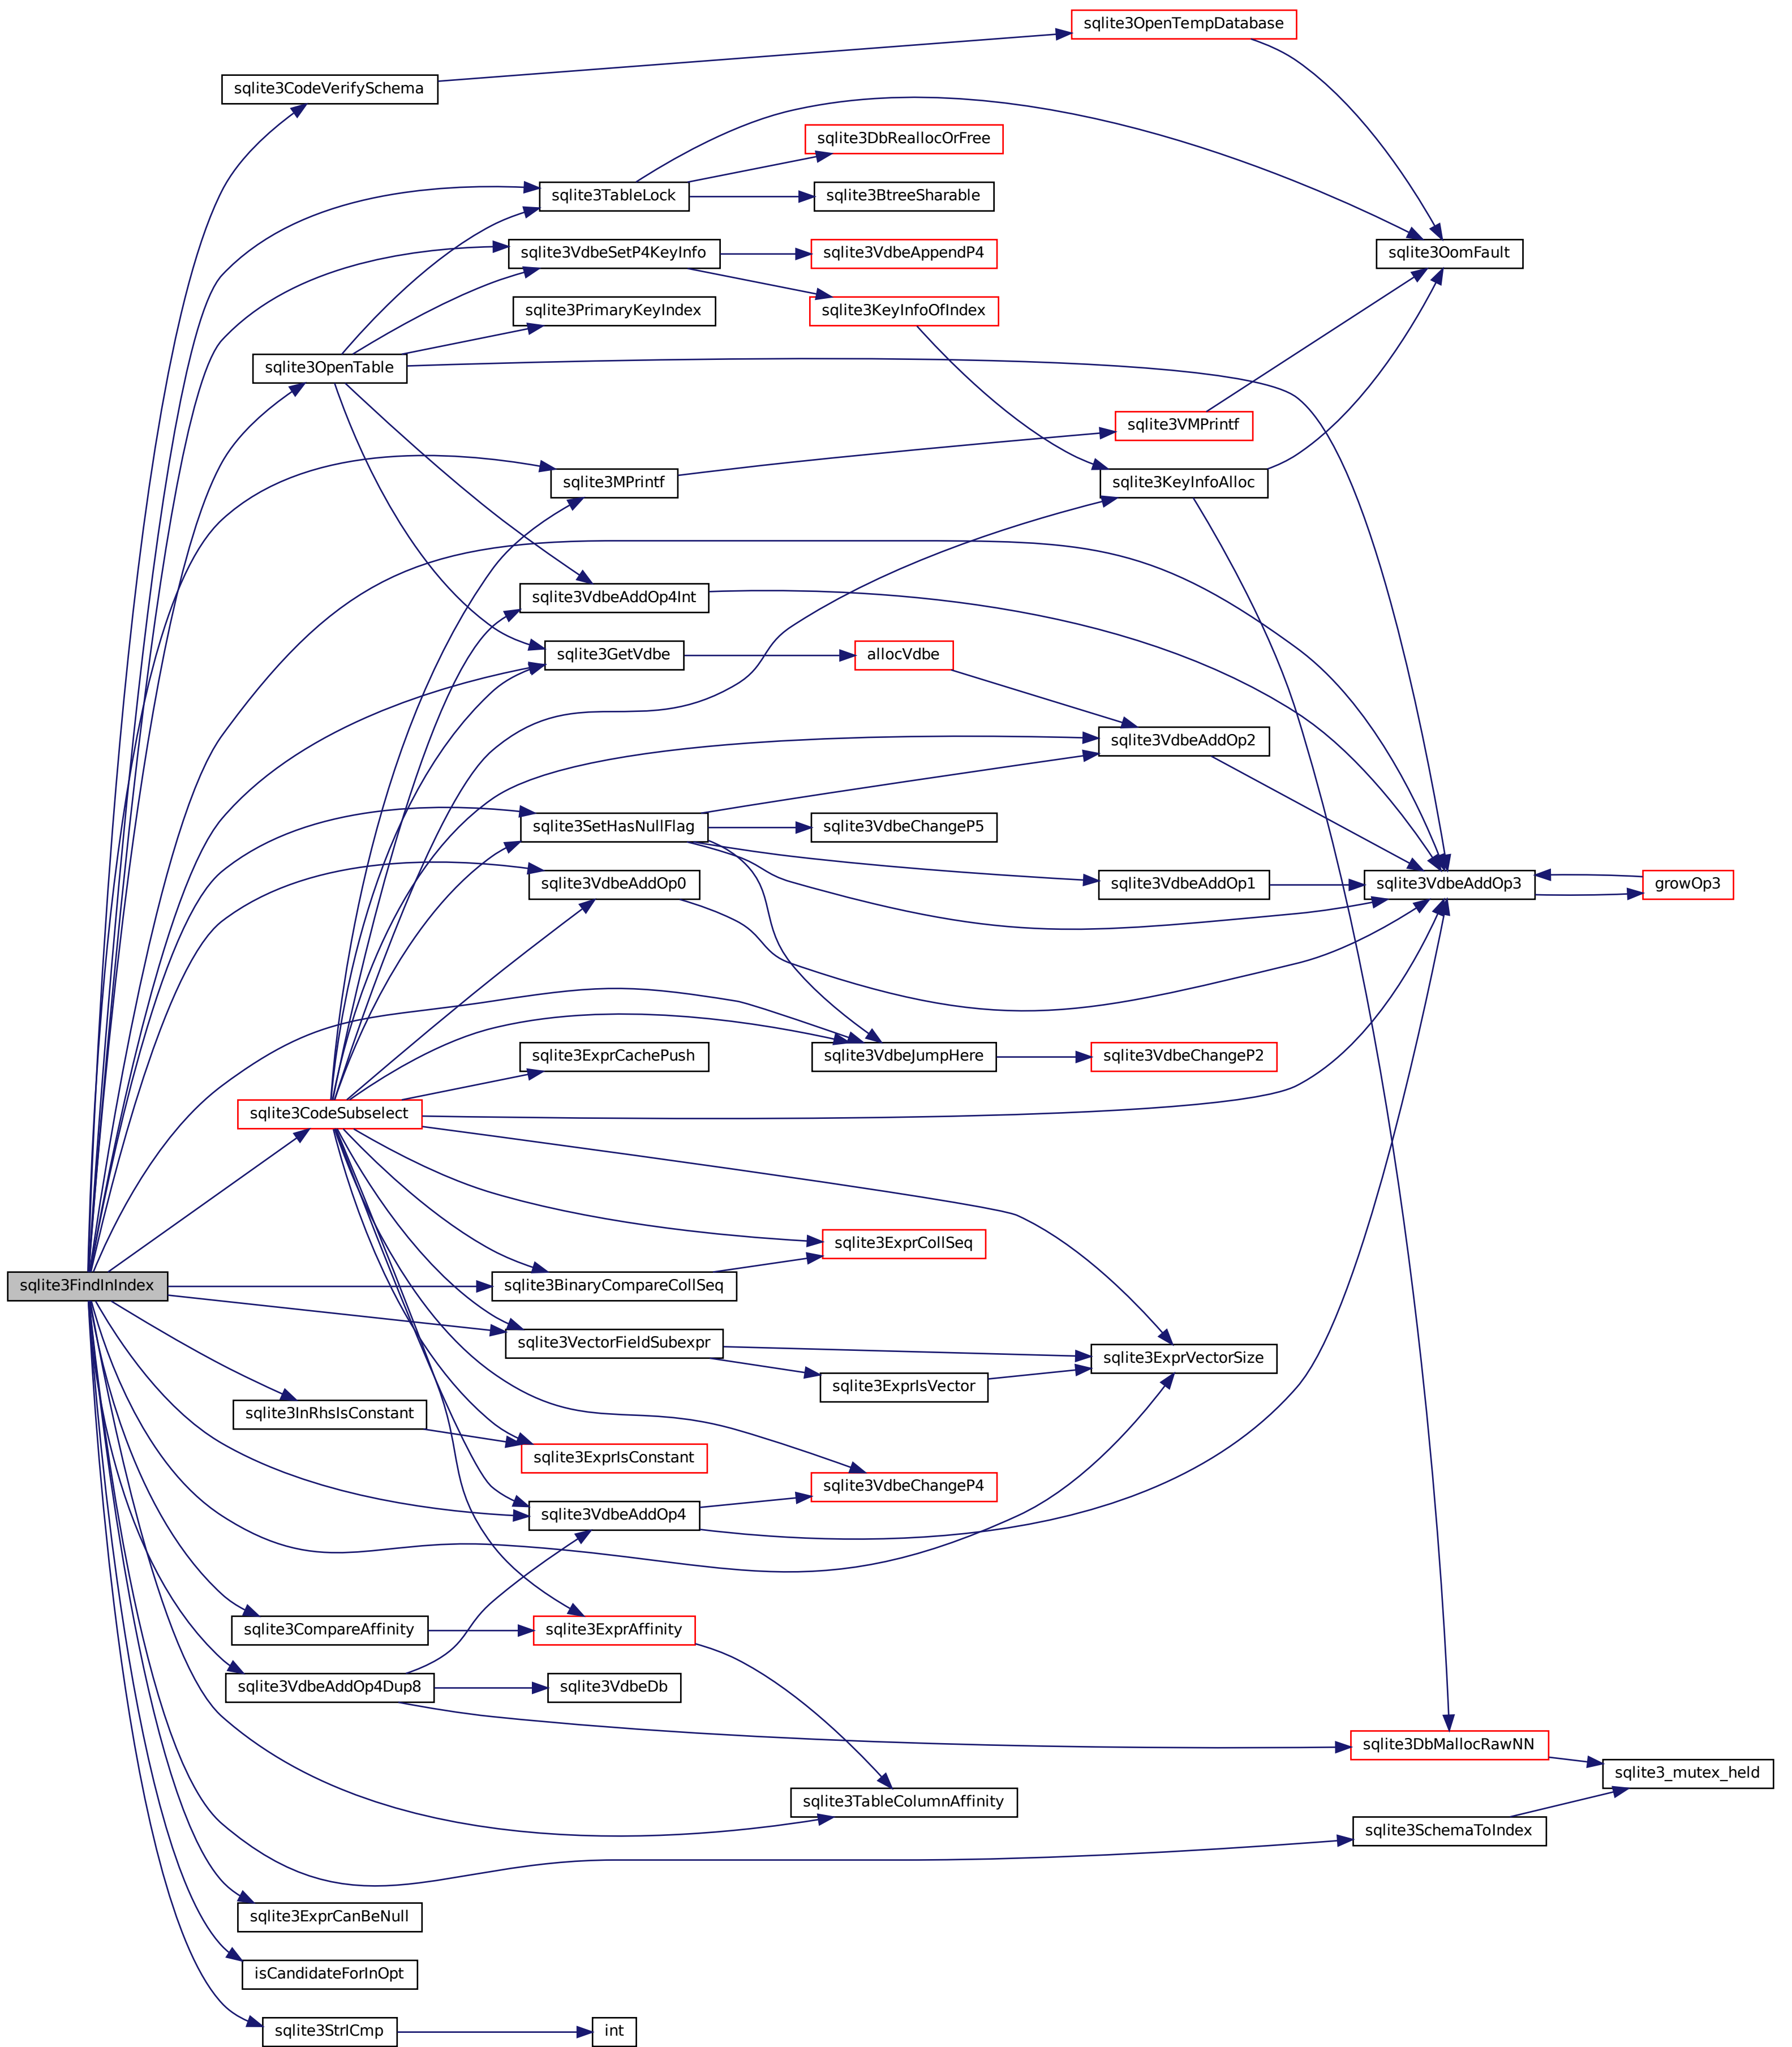 sqlite3OpenTempDatabase
sqlite3CodeVerifySchema
sqlite3DbReallocOrFree
sqlite3TableLock
sqlite3BtreeSharable
sqlite3VdbeSetP4KeyInfo
sqlite3VdbeAppendP4
sqlite3OomFault
sqlite3PrimaryKeyIndex
sqlite3KeyInfoOfIndex
sqlite3OpenTable
sqlite3VMPrintf
sqlite3MPrintf
sqlite3KeyInfoAlloc
sqlite3VdbeAddOp4Int
sqlite3GetVdbe
allocVdbe
sqlite3VdbeAddOp2
sqlite3SetHasNullFlag
sqlite3VdbeChangeP5
sqlite3VdbeAddOp0
sqlite3VdbeAddOp1
sqlite3VdbeAddOp3
growOp3
sqlite3ExprCachePush
sqlite3VdbeJumpHere
sqlite3VdbeChangeP2
sqlite3CodeSubselect
sqlite3ExprCollSeq
sqlite3FindInIndex
sqlite3BinaryCompareCollSeq
sqlite3VectorFieldSubexpr
sqlite3ExprVectorSize
sqlite3ExprIsVector
sqlite3InRhsIsConstant
sqlite3ExprIsConstant
sqlite3VdbeChangeP4
sqlite3VdbeAddOp4
sqlite3CompareAffinity
sqlite3ExprAffinity
sqlite3VdbeAddOp4Dup8
sqlite3VdbeDb
sqlite3DbMallocRawNN
sqlite3_mutex_held
sqlite3TableColumnAffinity
sqlite3SchemaToIndex
sqlite3ExprCanBeNull
isCandidateForInOpt
sqlite3StrICmp
int